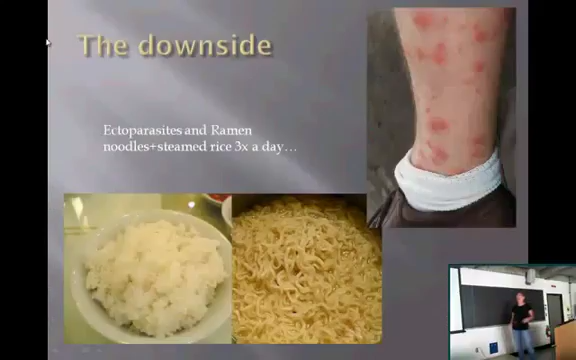 The downside
Ectoparasites and Ramen
noodles+steamed rice 3x a day…